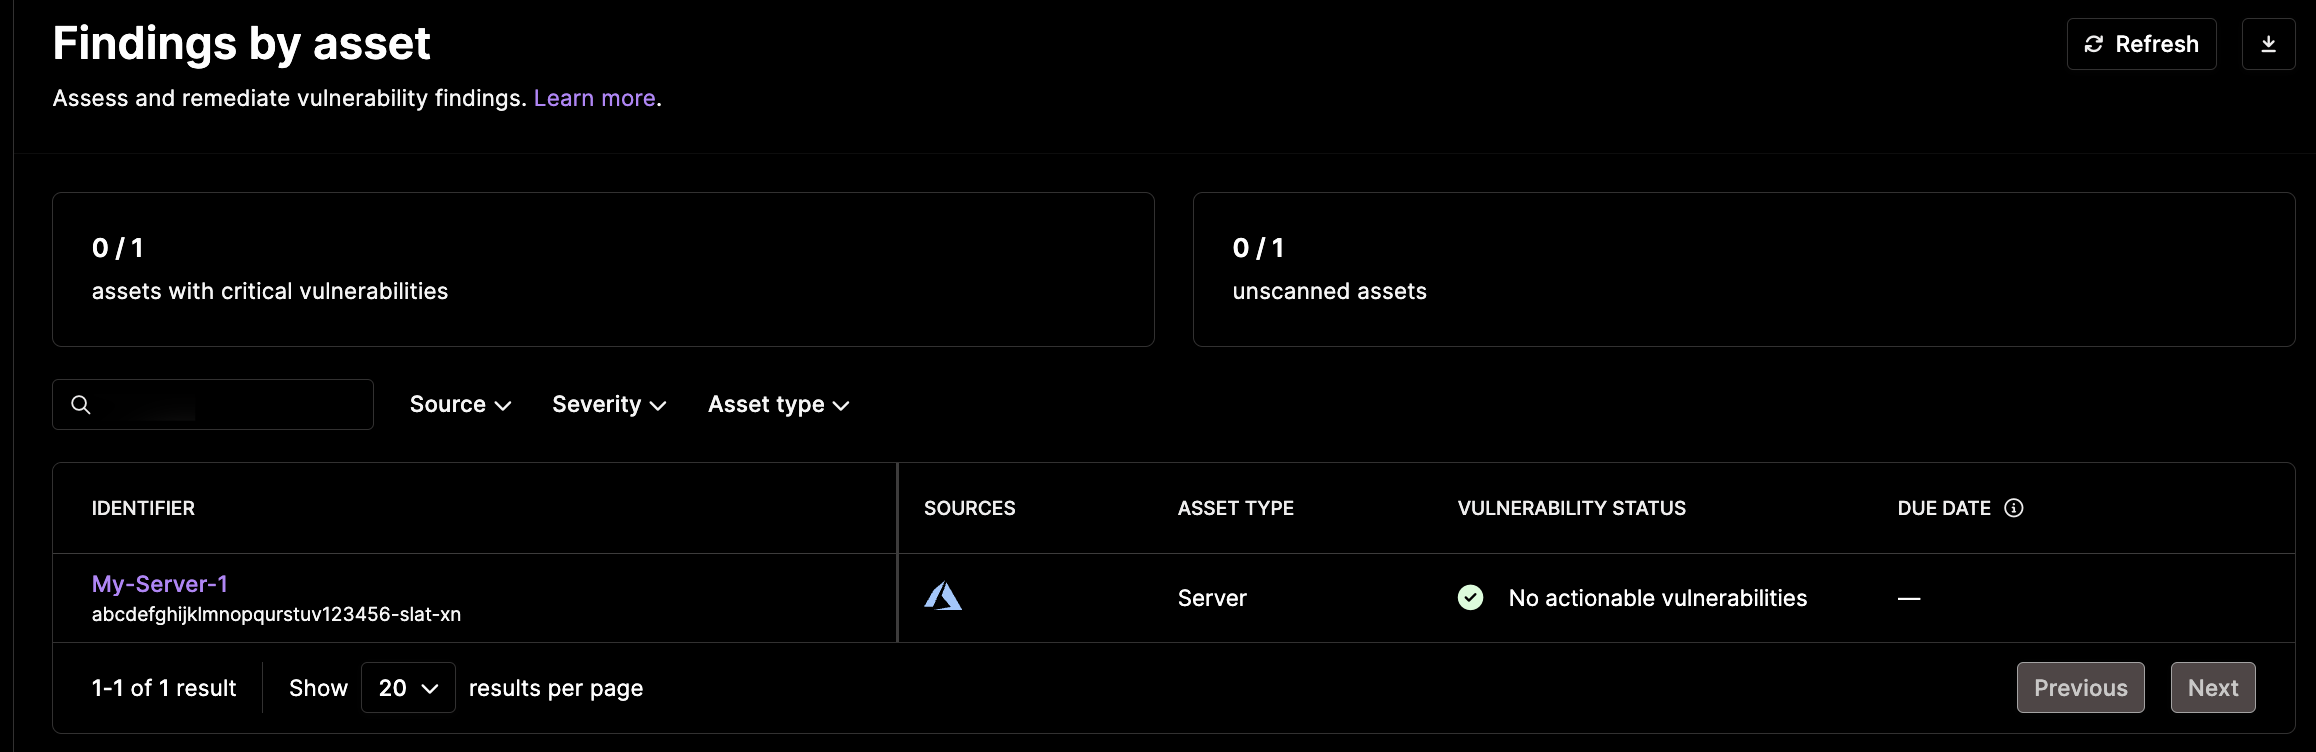 Findings by asset
Refresh
Assess and remediate vulnerability findings. Learn more.
0 / 1
assets with critical vulnerabilities
0 / 1
unscanned assets
Source
Severity
Asset type
IDENTIFIER
SOURCES
ASSET TYPE
VULNERABILITY STATUS
DUE DATE
My-Server-1
abcdefghijklmnopqurstuv123456-slat-xn
Server
No actionable vulnerabilities
—
1-1 of 1 result
Show 20 results per page
Previous
Next